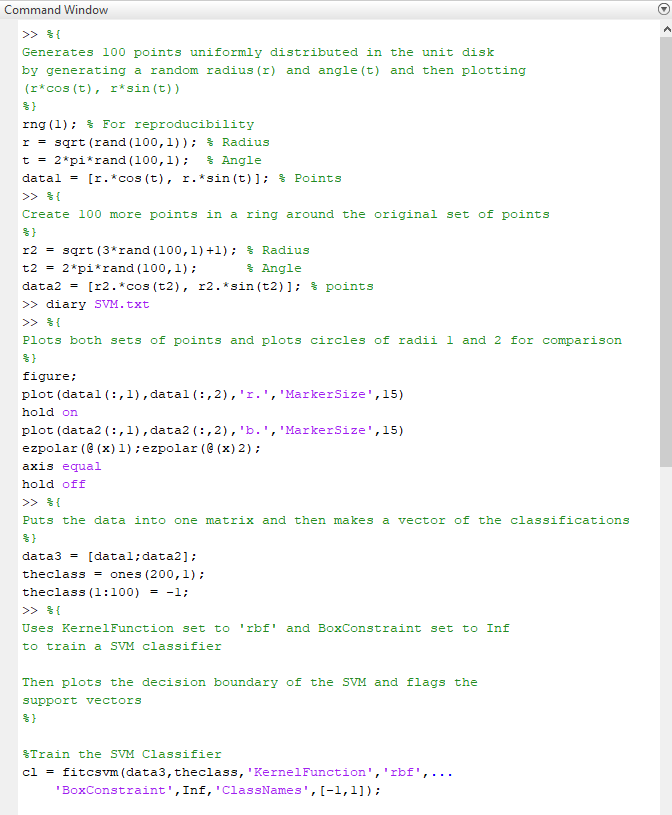 Command Window
>> %{
Generates 100 points uniformly distributed in the unit disk
by generating a random radius(r) and angle(t) and then plotting
(r*cos(t), r*sin(t))
%}
rng(1); % For reproducibility
r = sqrt(rand(100,1)); % Radius
t = 2*pi*rand(100,1);  % Angle
data1 = [r.*cos(t), r.*sin(t)]; % Points
>> %{
Create 100 more points in a ring around the original set of points
%}
r2 = sqrt(3*rand(100,1)+1); % Radius
t2 = 2*pi*rand(100,1);      % Angle
data2 = [r2.*cos(t2), r2.*sin(t2)]; % points
>> diary SVM.txt
>> %{
Plots both sets of points and plots circles of radii 1 and 2 for comparison
%}
figure;
plot(data1(:,1),data1(:,2),'r.','MarkerSize',15)
hold on
plot(data2(:,1),data2(:,2),'b.','MarkerSize',15)
ezpolar(@(x)1);ezpolar(@(x)2);
axis equal
hold off
>> %{
Puts the data into one matrix and then makes a vector of the classifications
%}
data3 = [data1;data2];
theclass = ones(200,1);
theclass(1:100) = -1;
>> %{
Uses KernelFunction set to 'rbf' and BoxConstraint set to Inf
to train a SVM classifier
Then plots the decision boundary of the SVM and flags the
support vectors
%}
%Train the SVM Classifier
cl = fitcsvm(data3,theclass,'KernelFunction','rbf',...
    'BoxConstraint',Inf,'ClassNames',[-1,1]);